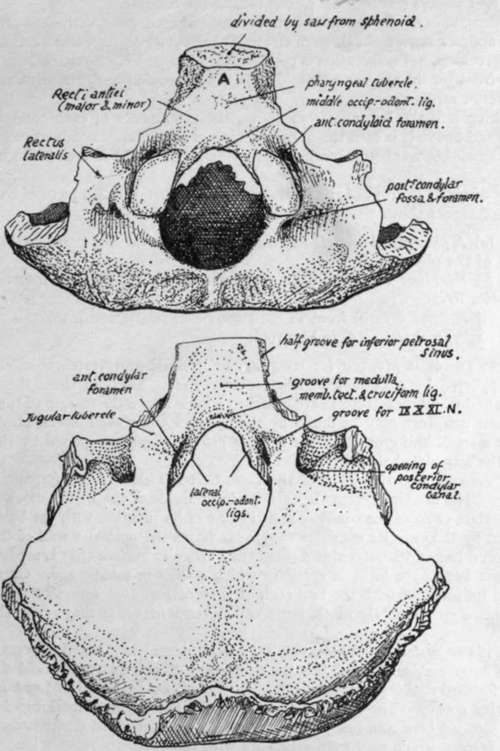 divided by saw from sphenoid.
A
pharyngeal tubercle.
Recti antici
(major & minor)
middle occip.-odont. lig.
ant. condyloid foramen.
Rectus
lateralis
post-condylar
fossa & foramen.
half groove for inferior petrosal
sinus.
ant. condylar
foramen
groove for medulla
memb. tect. & cruciform lig.
Jugular tubercle
groove for IX X XI. N.
lateral
occip.-odont.
ligs.
opening of
posterior
condylar
canal.